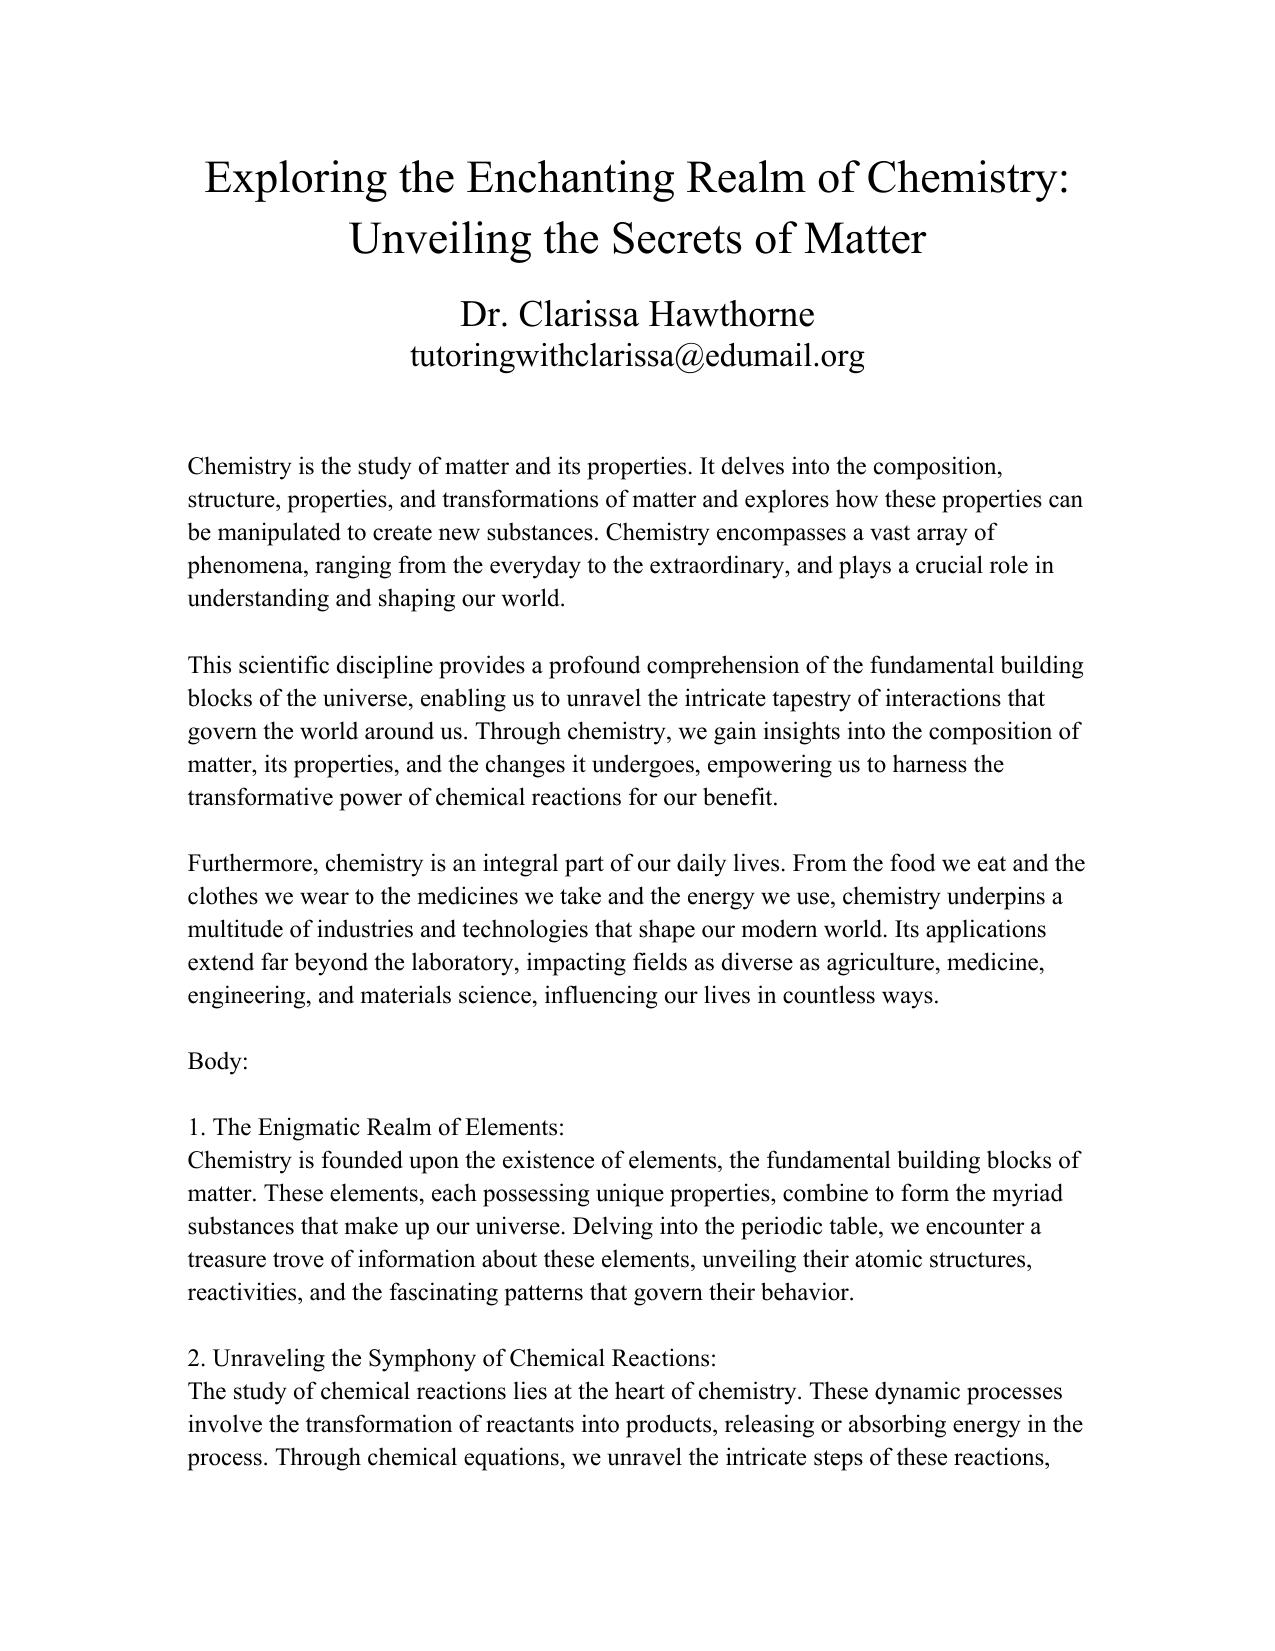 Exploring the Enchanting Realm of Chemistry:
Unveiling the Secrets of Matter
Dr. Clarissa Hawthorne
tutoringwithclarissa@edumail.org
Chemistry is the study of matter and its properties. It delves into the composition,
structure, properties, and transformations of matter and explores how these properties can
be manipulated to create new substances. Chemistry encompasses a vast array of
phenomena, ranging from the everyday to the extraordinary, and plays a crucial role in
understanding and shaping our world.
This scientific discipline provides a profound comprehension of the fundamental building
blocks of the universe, enabling us to unravel the intricate tapestry of interactions that
govern the world around us. Through chemistry, we gain insights into the composition of
matter, its properties, and the changes it undergoes, empowering us to harness the
transformative power of chemical reactions for our benefit.
Furthermore, chemistry is an integral part of our daily lives. From the food we eat and the
clothes we wear to the medicines we take and the energy we use, chemistry underpins a
multitude of industries and technologies that shape our modern world. Its applications
extend far beyond the laboratory, impacting fields as diverse as agriculture, medicine,
engineering, and materials science, influencing our lives in countless ways.
Body:
1. The Enigmatic Realm of Elements:
Chemistry is founded upon the existence of elements, the fundamental building blocks of
matter. These elements, each possessing unique properties, combine to form the myriad
substances that make up our universe. Delving into the periodic table, we encounter a
treasure trove of information about these elements, unveiling their atomic structures,
reactivities, and the fascinating patterns that govern their behavior.
2. Unraveling the Symphony of Chemical Reactions:
The study of chemical reactions lies at the heart of chemistry. These dynamic processes
involve the transformation of reactants into products, releasing or absorbing energy in the
process. Through chemical equations, we unravel the intricate steps of these reactions,